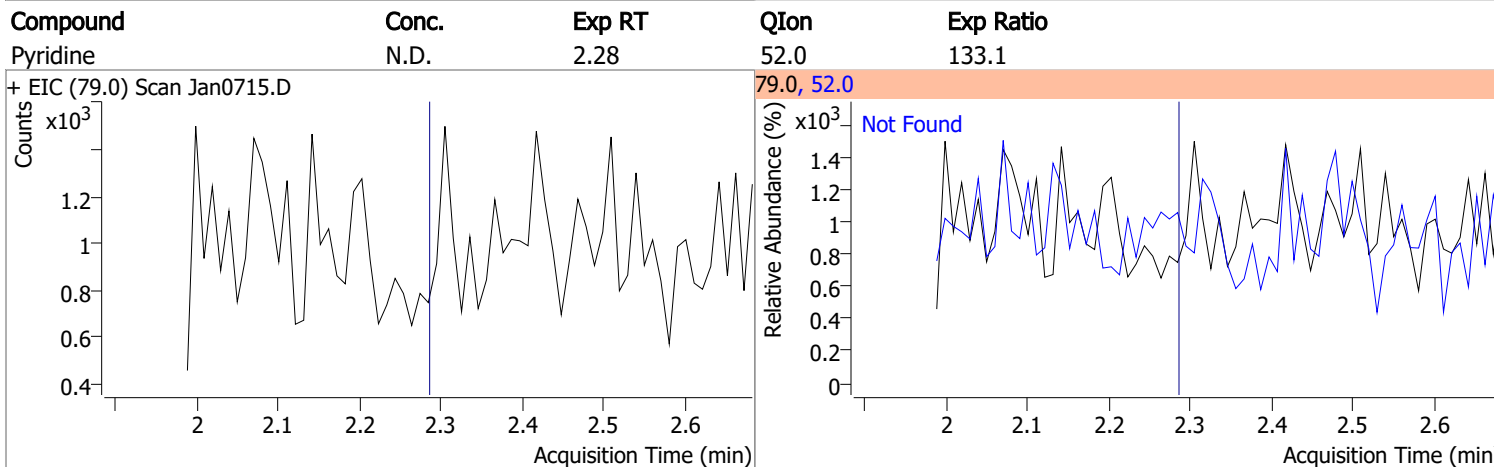 Compound Conc. Exp RT QIon Exp Ratio
Pyridine N.D. 2.28 52.0 133.1
+ EIC (79.0) Scan Jan0715.D
Counts
x10³
1.2
1
0.8
0.6
0.4
2 2.1 2.2 2.3 2.4 2.5 2.6
Acquisition Time (min)
79.0, 52.0
Relative Abundance (%)
x10³
Not Found
1.4
1.2
1
0.8
0.6
0.4
0.2
0
2 2.1 2.2 2.3 2.4 2.5 2.6
Acquisition Time (min